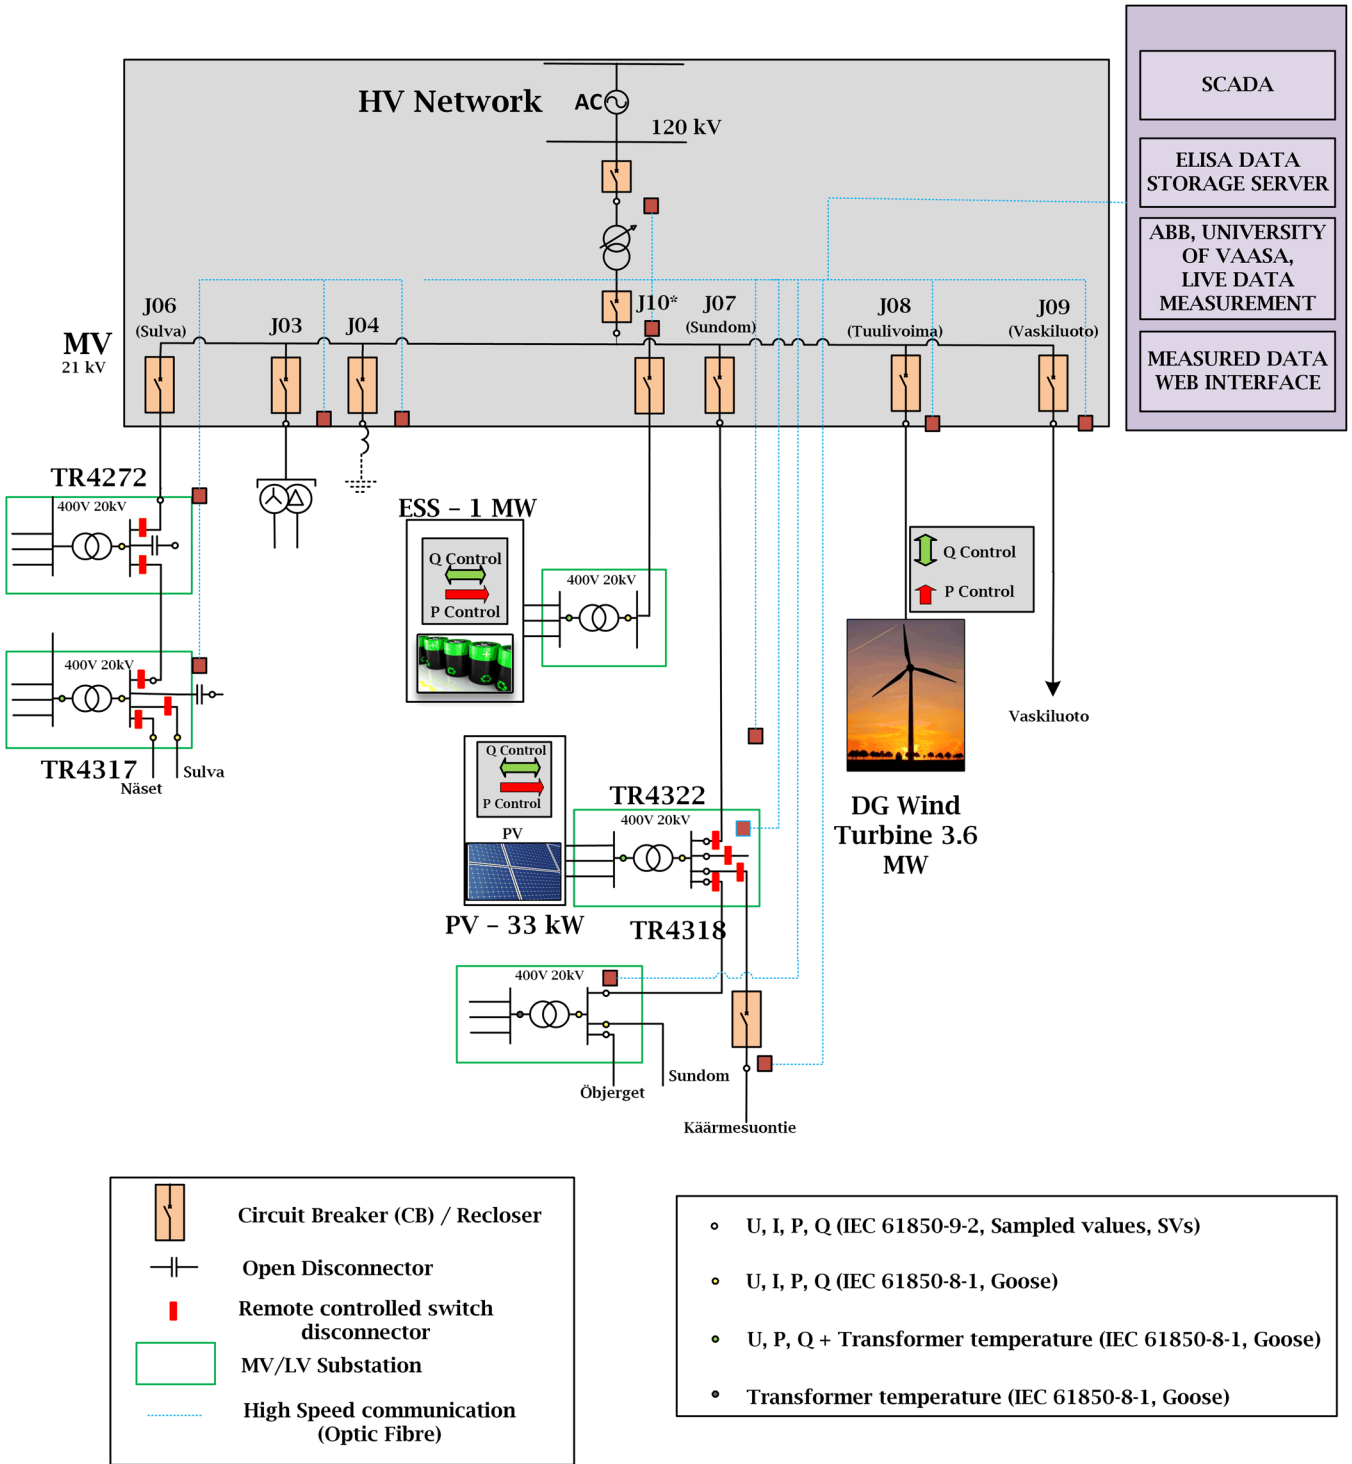 HV Network
AC
120 kV
SCADA
ELISA DATA
STORAGE SERVER
ABB, UNIVERSITY
OF VAASA,
LIVE DATA
MEASUREMENT
MEASURED DATA
WEB INTERFACE
MV
21 kV
J06
(Sulva)
J03
J04
J10*
J07
(Sundom)
J08
(Tuulivoima)
J09
(Vaskiluoto)
TR4272
400V 20kV
400V 20kV
TR4317
Näset
Sulva
ESS – 1 MW
Q Control
P Control
400V 20kV
Q Control
P Control
Vaskiluoto
DG Wind
Turbine 3.6
MW
Q Control
P Control
PV
PV – 33 kW
TR4322
400V 20kV
TR4318
400V 20kV
Öbjerget
Sundom
Käärmesuontie
Circuit Breaker (CB) / Recloser
Open Disconnector
Remote controlled switch
disconnector
MV/LV Substation
High Speed communication
(Optic Fibre)
U, I, P, Q (IEC 61850-9-2, Sampled values, SVs)
U, I, P, Q (IEC 61850-8-1, Goose)
U, P, Q + Transformer temperature (IEC 61850-8-1, Goose)
Transformer temperature (IEC 61850-8-1, Goose)